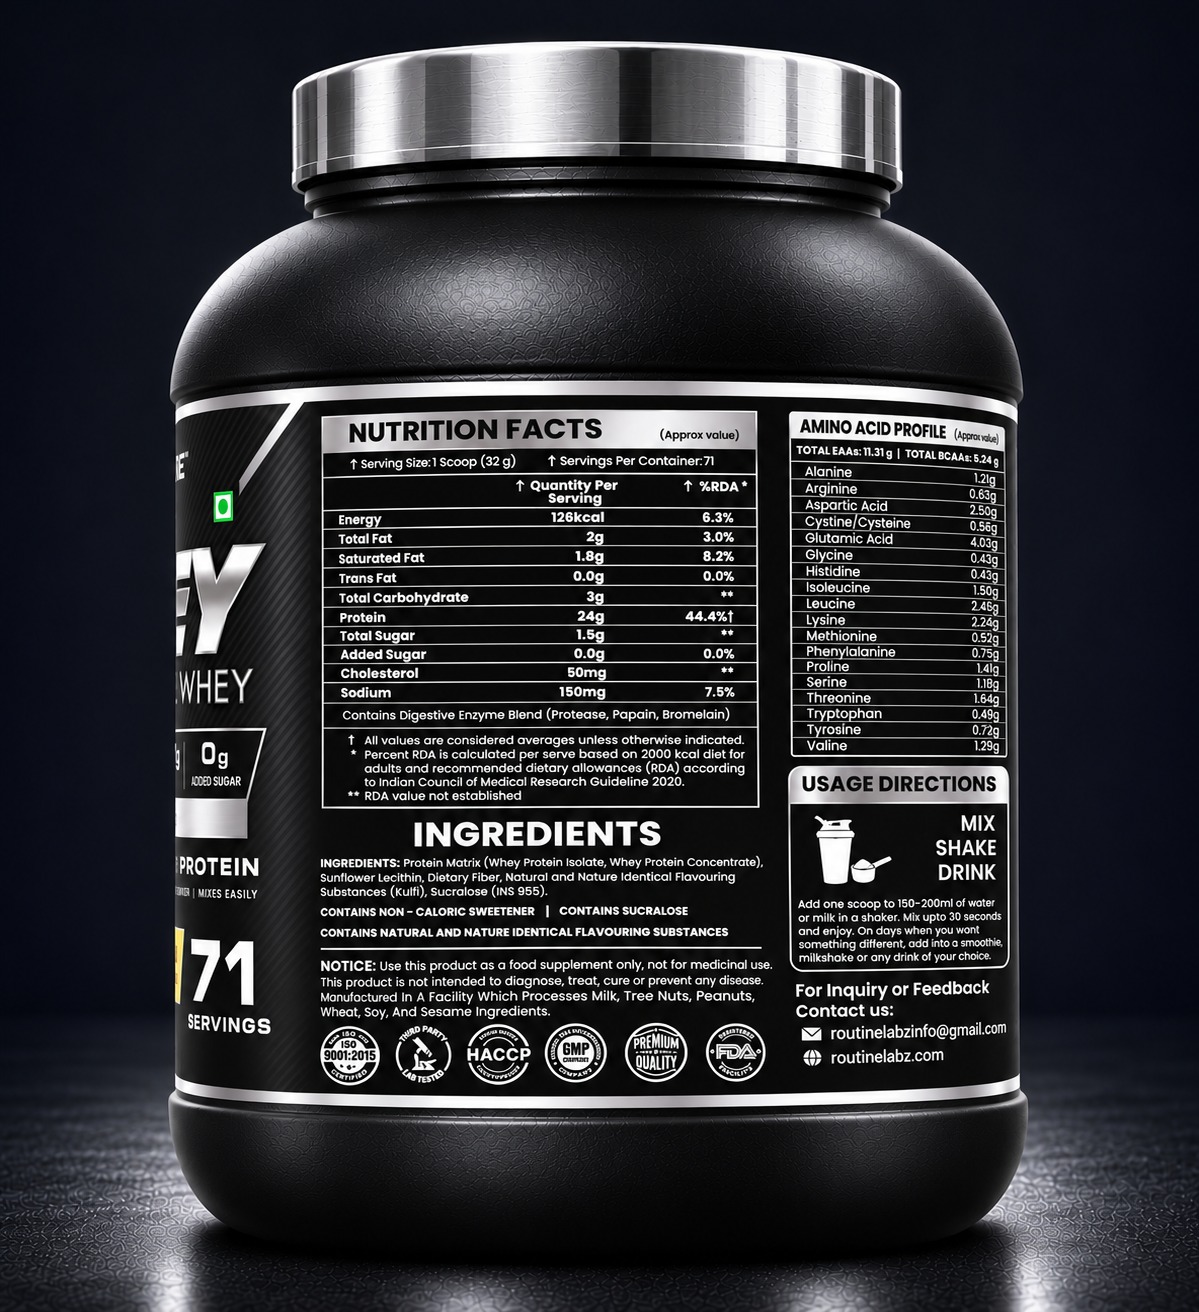 EY
WHEY
0g
ADDED SUGAR
PROTEIN
| MIXES EASILY
71
SERVINGS
NUTRITION FACTS (Approx value)
↑ Serving Size:1 Scoop (32 g) ↑ Servings Per Container:71
↑ Quantity Per Serving ↑ %RDA*
Energy 126kcal 6.3%
Total Fat 2g 3.0%
Saturated Fat 1.8g 8.2%
Trans Fat 0.0g 0.0%
Total Carbohydrate 3g **
Protein 24g 44.4%†
Total Sugar 1.5g **
Added Sugar 0.0g 0.0%
Cholesterol 50mg **
Sodium 150mg 7.5%
Contains Digestive Enzyme Blend (Protease, Papain, Bromelain)
† All values are considered averages unless otherwise indicated.
* Percent RDA is calculated per serve based on 2000 kcal diet for
adults and recommended dietary allowances (RDA) according
to Indian Council of Medical Research Guideline 2020.
** RDA value not established
INGREDIENTS
INGREDIENTS: Protein Matrix (Whey Protein Isolate, Whey Protein Concentrate),
Sunflower Lecithin, Dietary Fiber, Natural and Nature Identical Flavouring
Substances (Kulfi), Sucralose (INS 955).
CONTAINS NON - CALORIC SWEETENER | CONTAINS SUCRALOSE
CONTAINS NATURAL AND NATURE IDENTICAL FLAVOURING SUBSTANCES
NOTICE: Use this product as a food supplement only, not for medicinal use.
This product is not intended to diagnose, treat, cure or prevent any disease.
Manufactured In A Facility Which Processes Milk, Tree Nuts, Peanuts,
Wheat, Soy, And Sesame Ingredients.
ISO
9001:2015
CERTIFIED
THIRD PARTY
LAB TESTED
HACCP
GMP
PREMIUM
QUALITY
REGISTERED
FDA
FACILITY
AMINO ACID PROFILE (Approx value)
TOTAL EAAs: 11.31 g | TOTAL BCAAs: 5.24 g
Alanine 1.21g
Arginine 0.63g
Aspartic Acid 2.50g
Cystine/Cysteine 0.56g
Glutamic Acid 4.03g
Glycine 0.43g
Histidine 0.43g
Isoleucine 1.50g
Leucine 2.46g
Lysine 2.24g
Methionine 0.52g
Phenylalanine 0.75g
Proline 1.41g
Serine 1.18g
Threonine 1.64g
Tryptophan 0.49g
Tyrosine 0.72g
Valine 1.29g
USAGE DIRECTIONS
MIX
SHAKE
DRINK
Add one scoop to 150-200ml of water
or milk in a shaker. Mix upto 30 seconds
and enjoy. On days when you want
something different, add into a smoothie,
milkshake or any drink of your choice.
For Inquiry or Feedback
Contact us:
routinelabzinfo@gmail.com
routinelabz.com